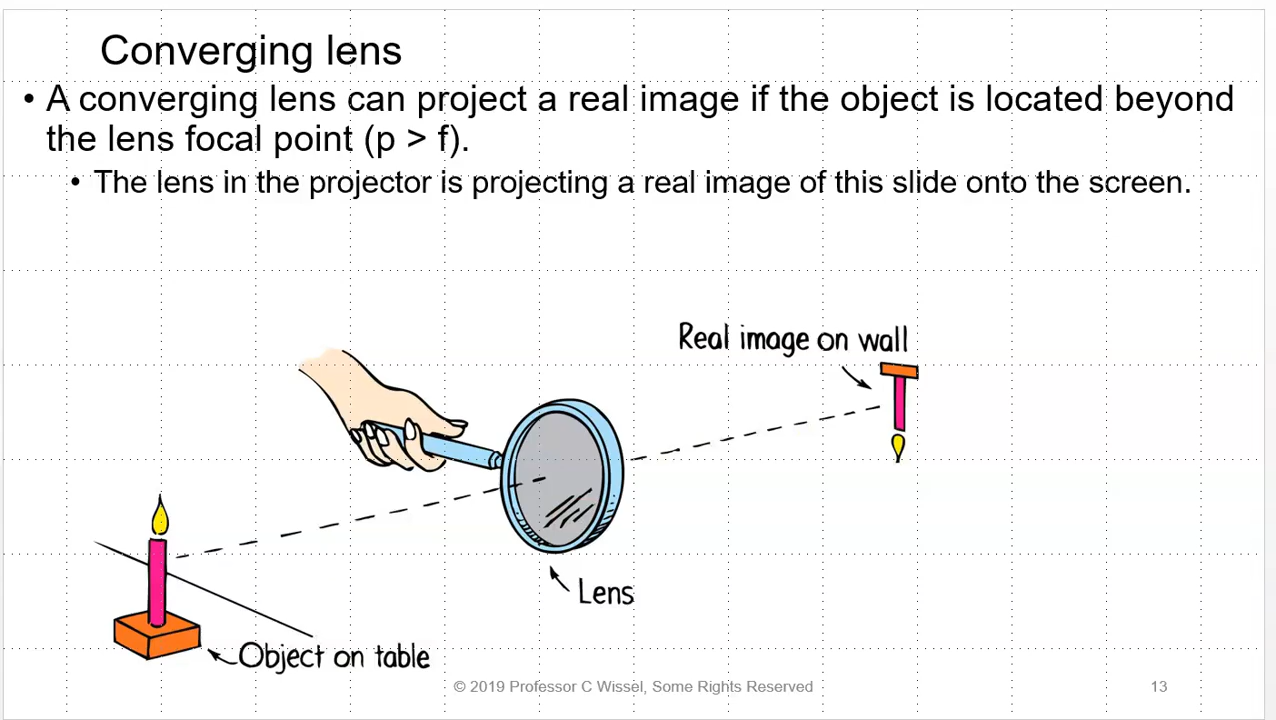 Converging lens
• A converging lens can project a real image if the object is located beyond
the lens focal point (p > f).
• The lens in the projector is projecting a real image of this slide onto the screen.
Real image on wall
Lens
Object on table
© 2019 Professor C Wissel, Some Rights Reserved
13